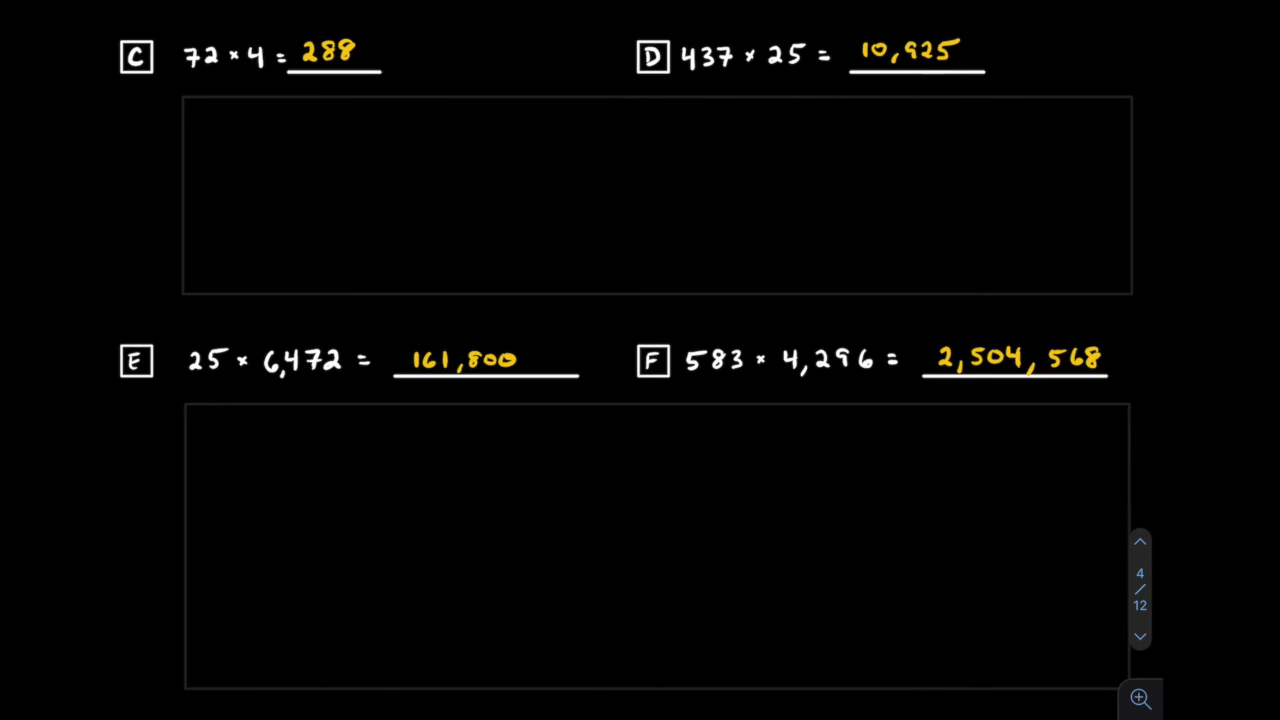 C 72 × 4 = 288
D 437 × 25 = 10,925
E 25 × 6,472 = 161,800
F 583 × 4,296 = 2,504,568
4
/
12